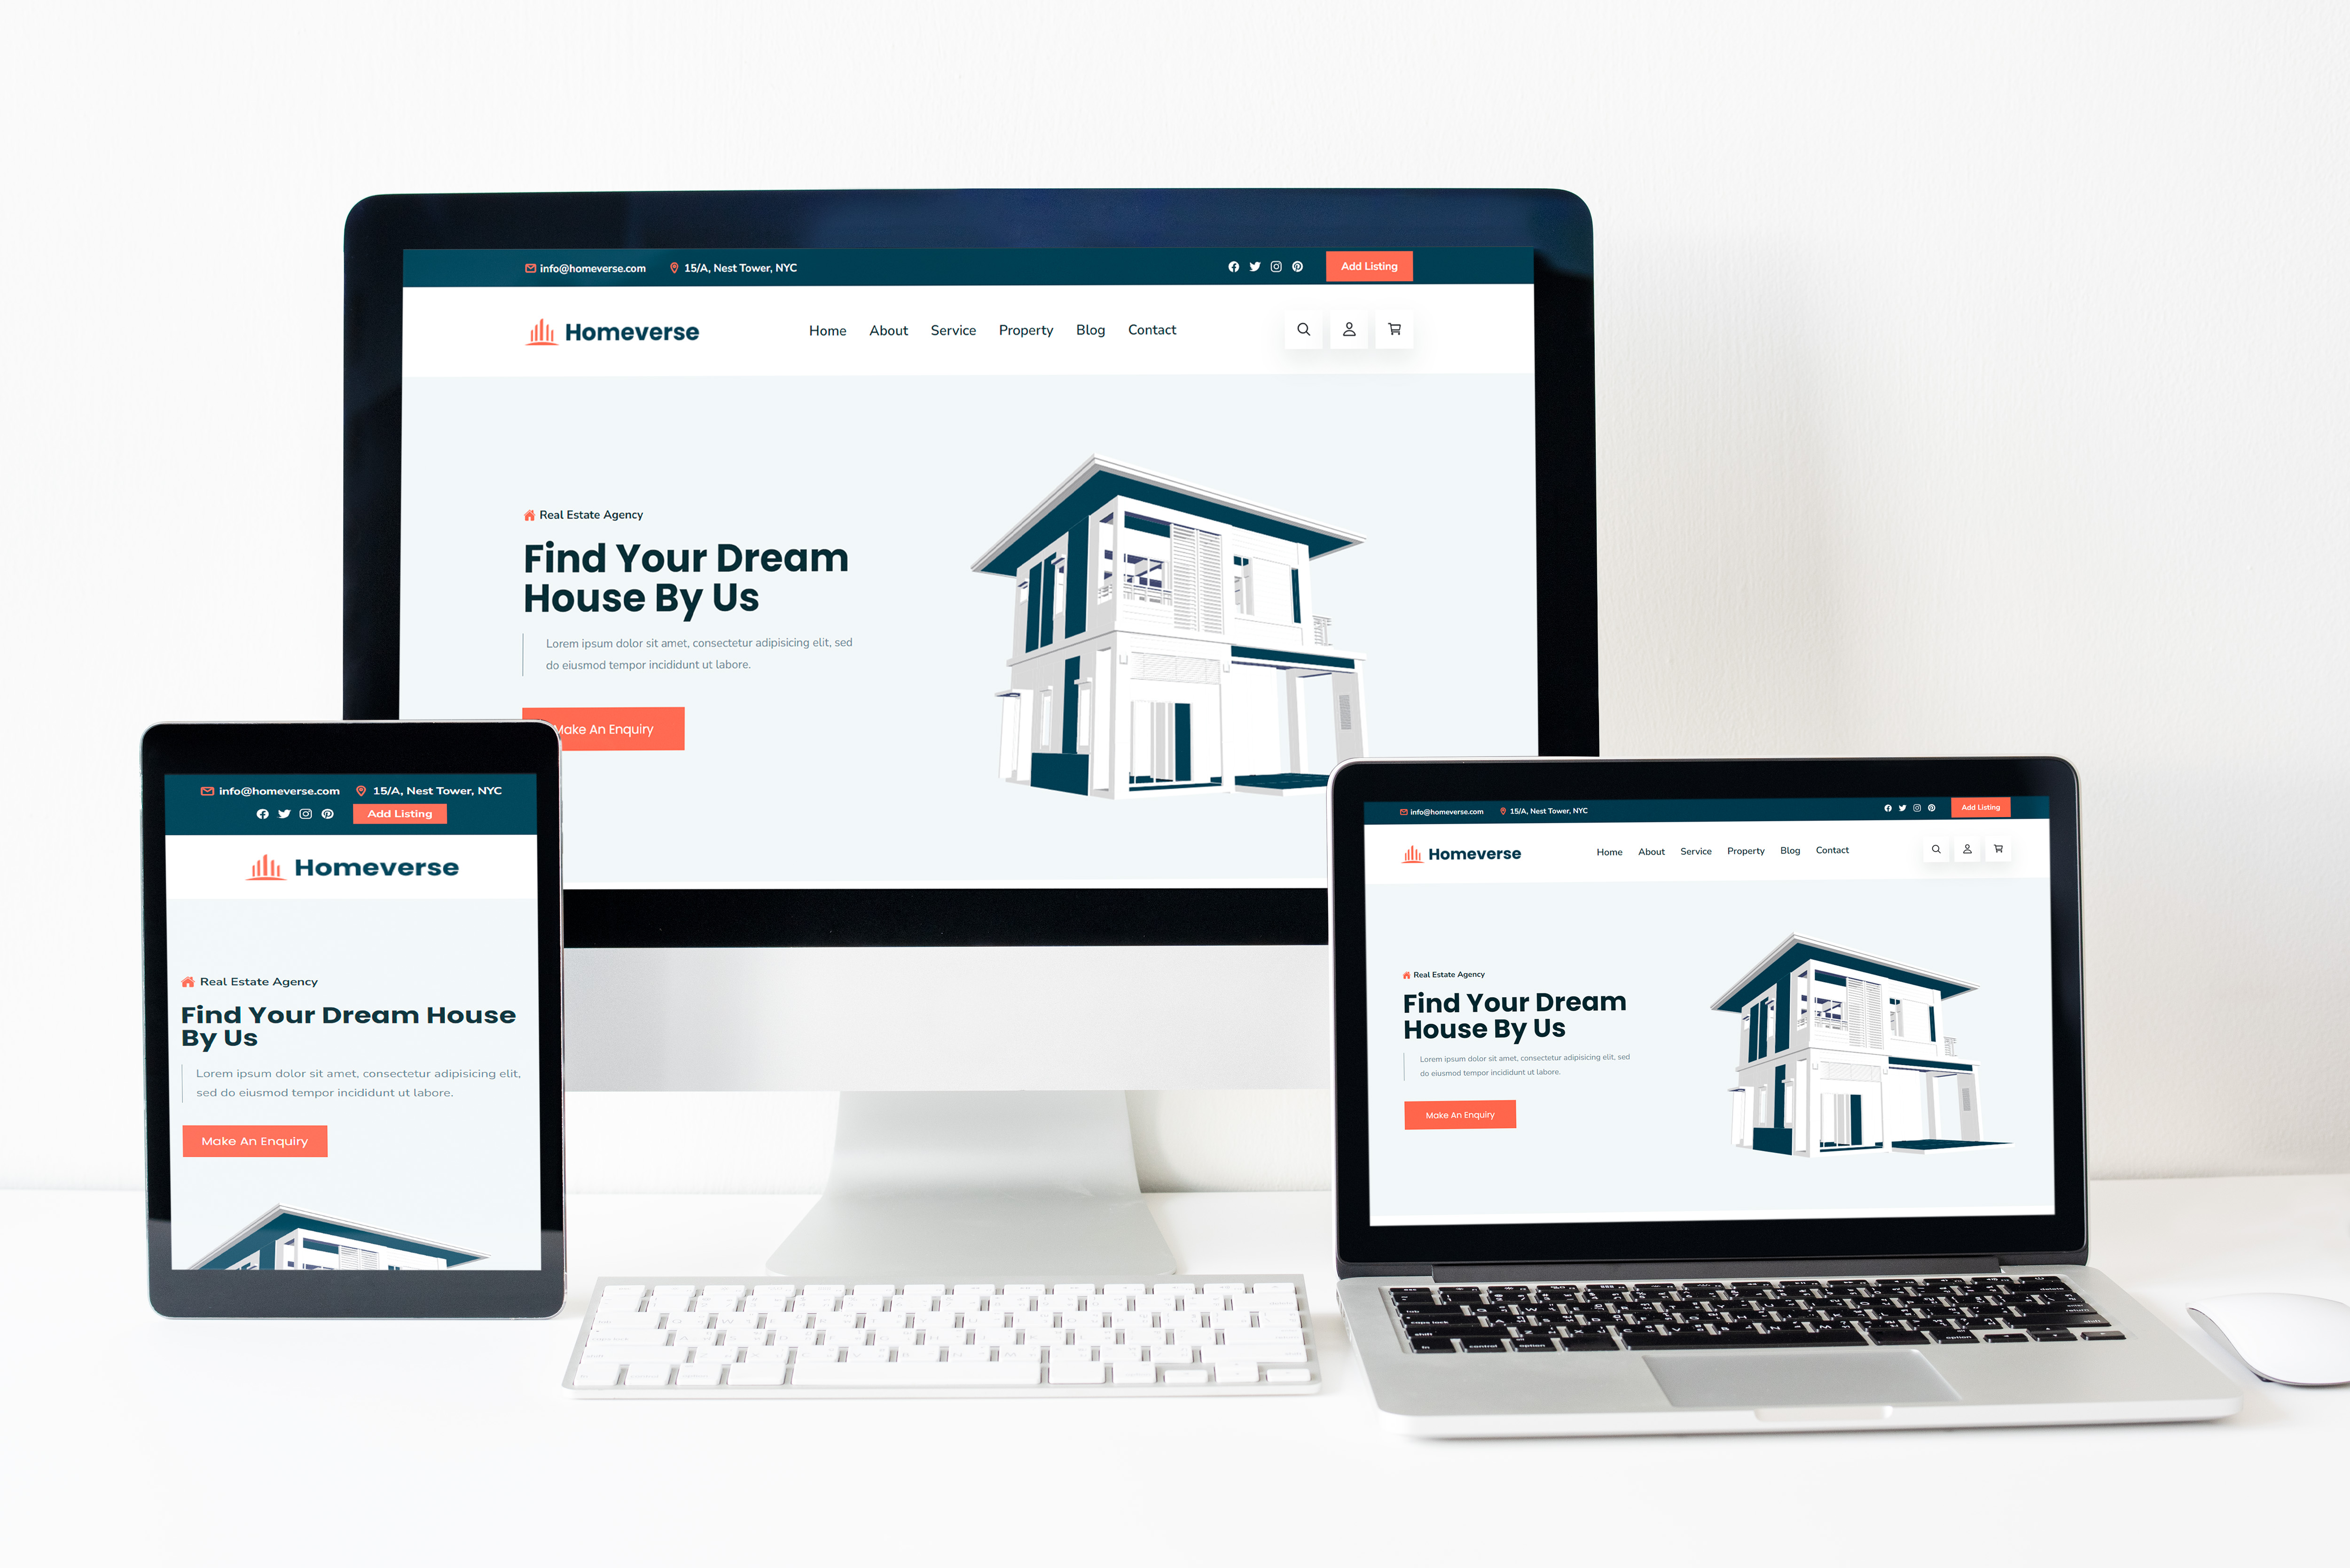 info@homeverse.com 15/A, Nest Tower, NYC Add Listing
Homeverse Home About Service Property Blog Contact
Real Estate Agency
Find Your Dream
House By Us
Lorem ipsum dolor sit amet, consectetur adipisicing elit, sed
do eiusmod tempor incididunt ut labore.
Make An Enquiry
info@homeverse.com 15/A, Nest Tower, NYC
Add Listing
Homeverse
Real Estate Agency
Find Your Dream House
By Us
Lorem ipsum dolor sit amet, consectetur adipisicing elit,
sed do eiusmod tempor incididunt ut labore.
Make An Enquiry
info@homeverse.com 15/A, Nest Tower, NYC Add Listing
Homeverse Home About Service Property Blog Contact
Real Estate Agency
Find Your Dream
House By Us
Lorem ipsum dolor sit amet, consectetur adipisicing elit, sed
do eiusmod tempor incididunt ut labore.
Make An Enquiry